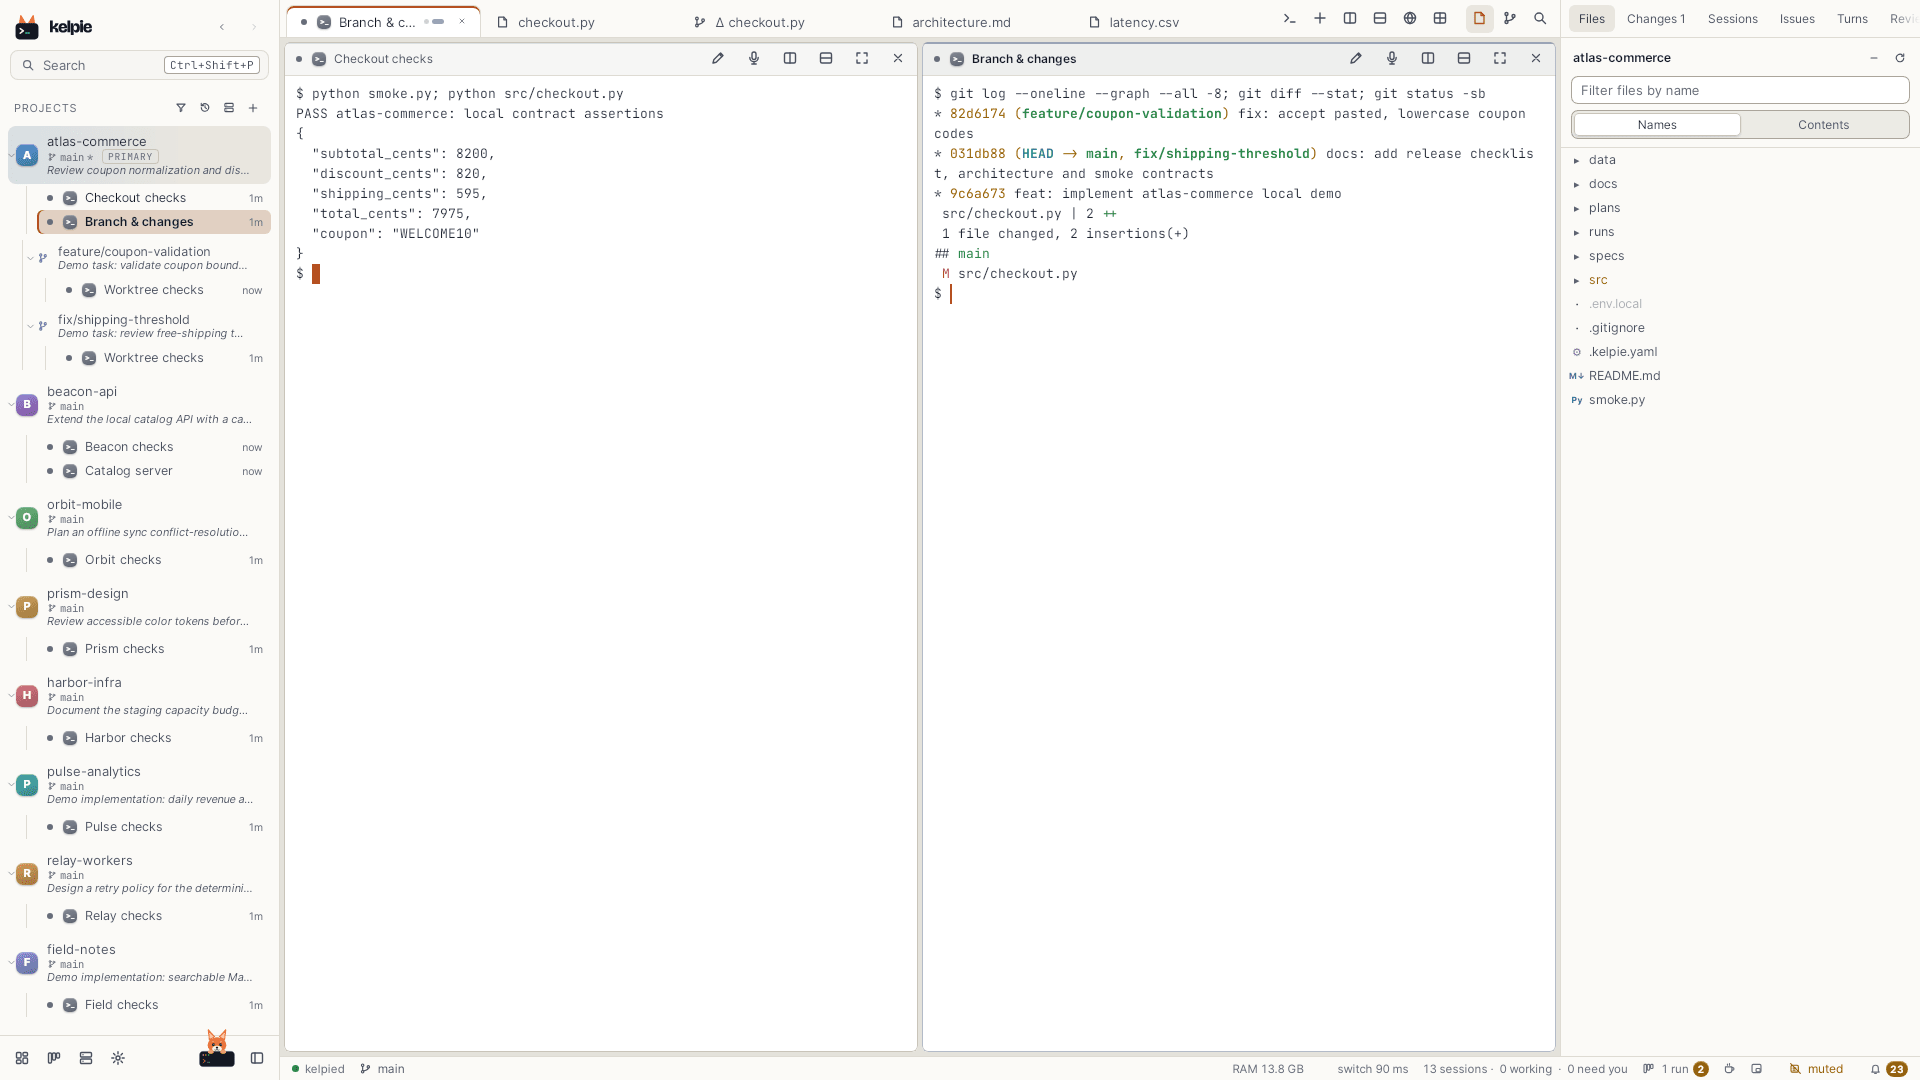 kelpie
Search
Ctrl+Shift+P
PROJECTS
A
atlas-commerce
main *
PRIMARY
Review coupon normalization and dis...
Checkout checks
1m
Branch & changes
1m
feature/coupon-validation
Demo task: validate coupon bound...
Worktree checks
now
fix/shipping-threshold
Demo task: review free-shipping t...
Worktree checks
1m
B
beacon-api
main
Extend the local catalog API with a ca...
Beacon checks
now
Catalog server
now
O
orbit-mobile
main
Plan an offline sync conflict-resolutio...
Orbit checks
1m
P
prism-design
main
Review accessible color tokens befor...
Prism checks
1m
H
harbor-infra
main
Document the staging capacity budg...
Harbor checks
1m
P
pulse-analytics
main
Demo implementation: daily revenue a...
Pulse checks
1m
R
relay-workers
main
Design a retry policy for the determini...
Relay checks
1m
F
field-notes
main
Demo implementation: searchable Ma...
Field checks
1m
Branch & c...
checkout.py
Δ checkout.py
architecture.md
latency.csv
Checkout checks
$ python smoke.py; python src/checkout.py
PASS atlas-commerce: local contract assertions
{
"subtotal_cents": 8200,
"discount_cents": 820,
"shipping_cents": 595,
"total_cents": 7975,
"coupon": "WELCOME10"
}
$
Branch & changes
$ git log --oneline --graph --all -8; git diff --stat; git status -sb
* 82d6174 (feature/coupon-validation) fix: accept pasted, lowercase coupon
codes
* 031db88 (HEAD -> main, fix/shipping-threshold) docs: add release checklis
t, architecture and smoke contracts
* 9c6a673 feat: implement atlas-commerce local demo
src/checkout.py | 2 ++
1 file changed, 2 insertions(+)
## main
M src/checkout.py
$
Files
Changes 1
Sessions
Issues
Turns
Revi
atlas-commerce
Filter files by name
Names
Contents
data
docs
plans
runs
specs
src
.env.local
.gitignore
.kelpie.yaml
M↓ README.md
Py smoke.py
kelpied
main
RAM 13.8 GB
switch 90 ms
13 sessions · 0 working · 0 need you
1 run 2
muted
23